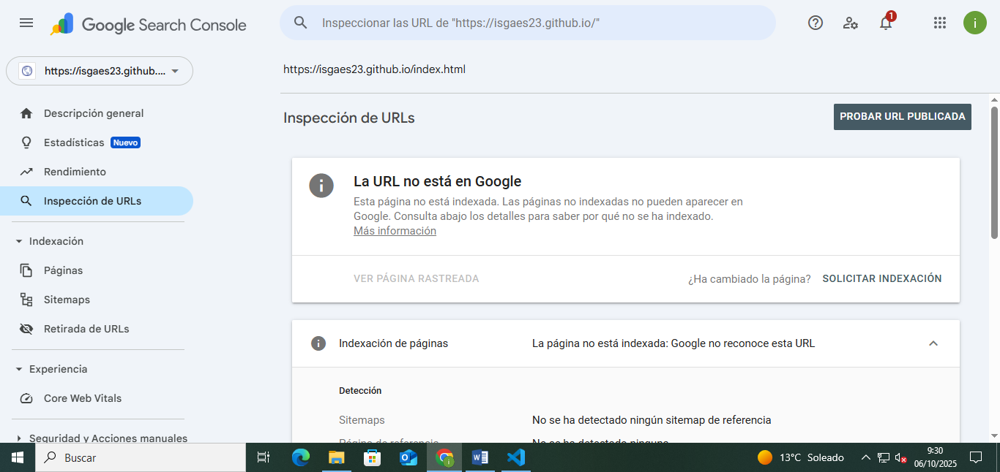 Google Search Console
Inspeccionar las URL de "https://isgaes23.github.io/"
1
i
https://isgaes23.github....
https://isgaes23.github.io/index.html
Descripción general
Estadísticas Nuevo
Rendimiento
Inspección de URLs
Indexación
Páginas
Sitemaps
Retirada de URLs
Experiencia
Core Web Vitals
Seguridad y Acciones manuales
Inspección de URLs
PROBAR URL PUBLICADA
La URL no está en Google
Esta página no está indexada. Las páginas no indexadas no pueden aparecer en
Google. Consulta abajo los detalles para saber por qué no se ha indexado.
Más información
VER PÁGINA RASTREADA
¿Ha cambiado la página? SOLICITAR INDEXACIÓN
Indexación de páginas La página no está indexada: Google no reconoce esta URL
Detección
Sitemaps No se ha detectado ningún sitemap de referencia
Página de referencia No se ha detectado ninguna
Buscar
13°C Soleado
9:30
06/10/2025